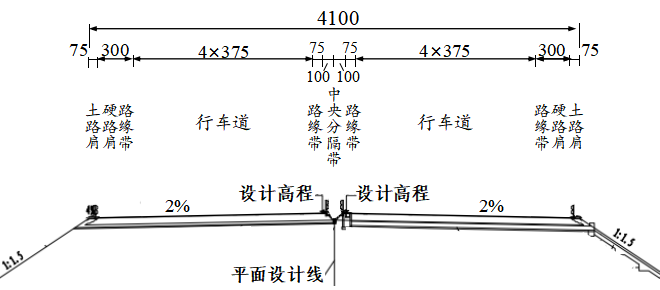 4100
75 300 4×375 75 75 4×375 300 75
100 100
土路肩
硬路肩
路缘带
行车道
路缘带
中央分隔带
路缘带
行车道
路缘带
硬路肩
土路肩
设计高程 设计高程
2% 2%
1:1.5 1:1.5
平面设计线